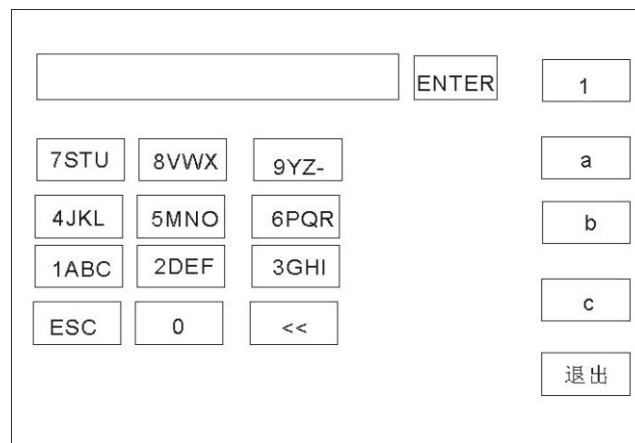 ENTER
1
7STU 8VWX 9YZ-
a
4JKL 5MNO 6PQR
b
1ABC 2DEF 3GHI
ESC 0 <<
c
退出